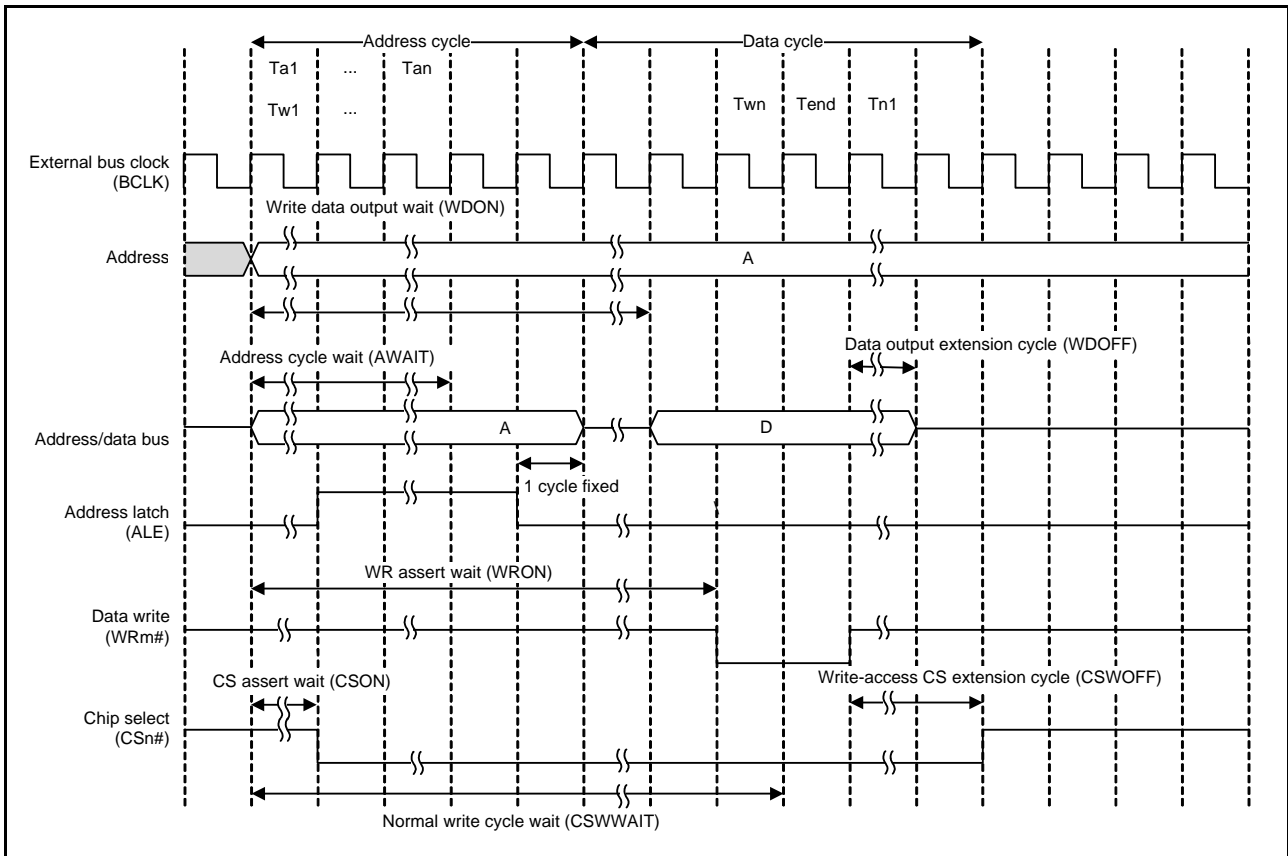 Address cycle Data cycle
Ta1 ... Tan
Tw1 ... Twn Tend Tn1
External bus clock
(BCLK)
Write data output wait (WDON)
Address
A
Data output extension cycle (WDOFF)
Address cycle wait (AWAIT)
Address/data bus
A D
1 cycle fixed
Address latch
(ALE)
WR assert wait (WRON)
Data write
(WRm#)
CS assert wait (CSON)
Write-access CS extension cycle (CSWOFF)
Chip select
(CSn#)
Normal write cycle wait (CSWWAIT)